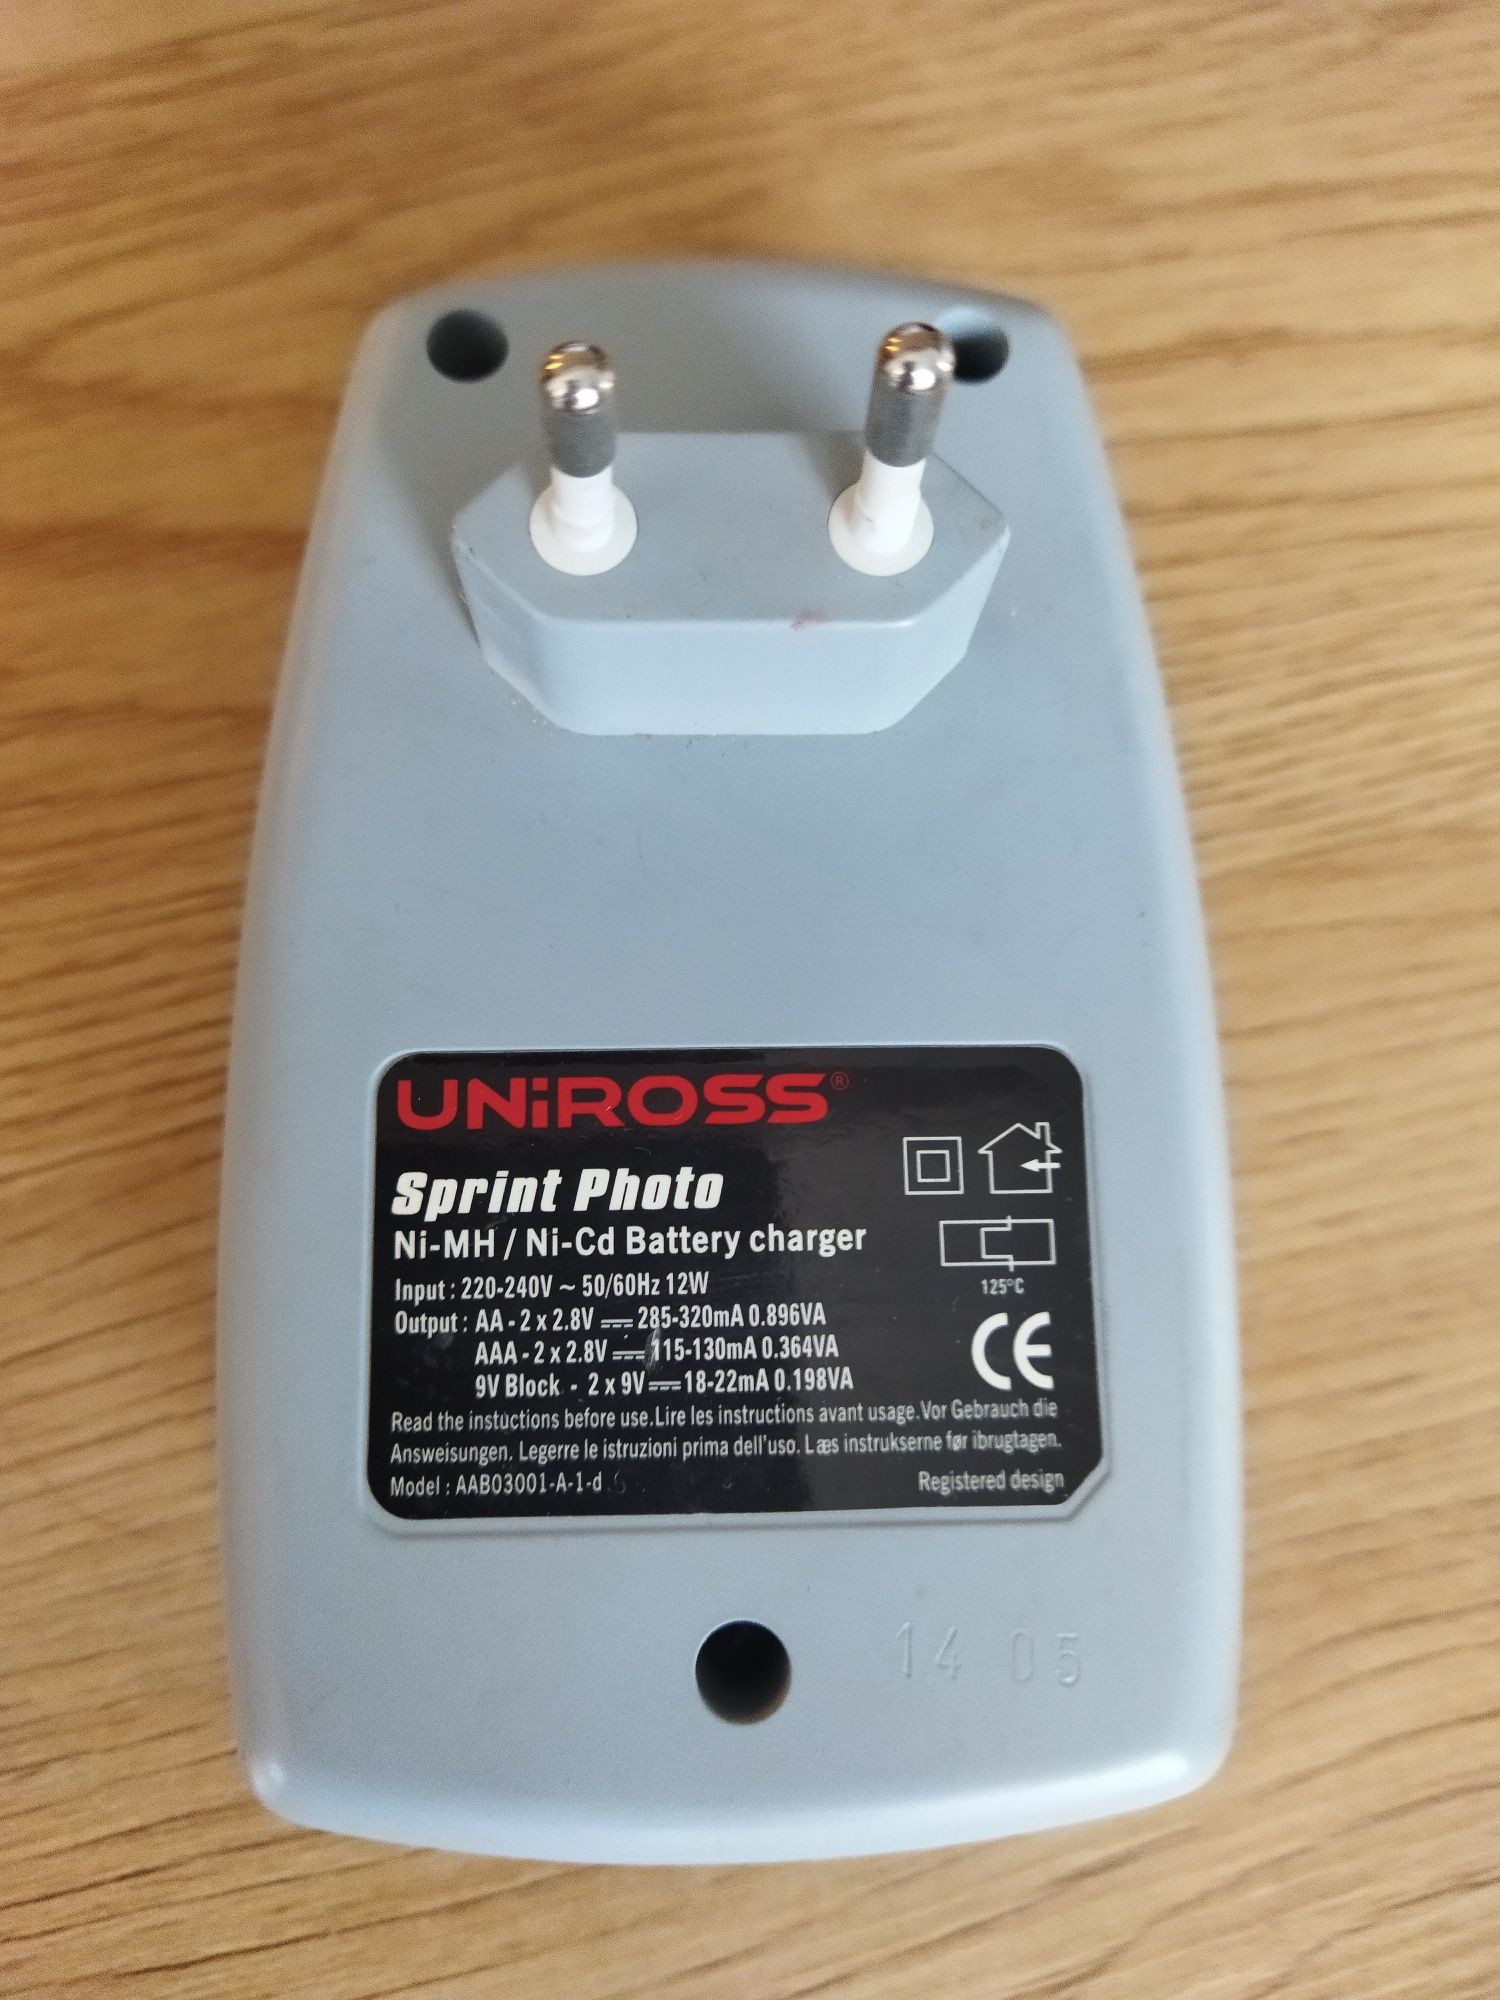 UNiROSS®
Sprint Photo
Ni-MH / Ni-Cd Battery charger
Input : 220-240V ~ 50/60Hz 12W
Output : AA - 2 x 2.8V ⎓ 285-320mA 0.896VA
AAA - 2 x 2.8V ⎓ 115-130mA 0.364VA
9V Block - 2 x 9V ⎓ 18-22mA 0.198VA
125°C
CE
Read the instuctions before use.Lire les instructions avant usage.Vor Gebrauch die
Answeisungen. Legerre le istruzioni prima dell'uso. Læs instrukserne før ibrugtagen.
Model : AAB03001-A-1-d
Registered design
14 05